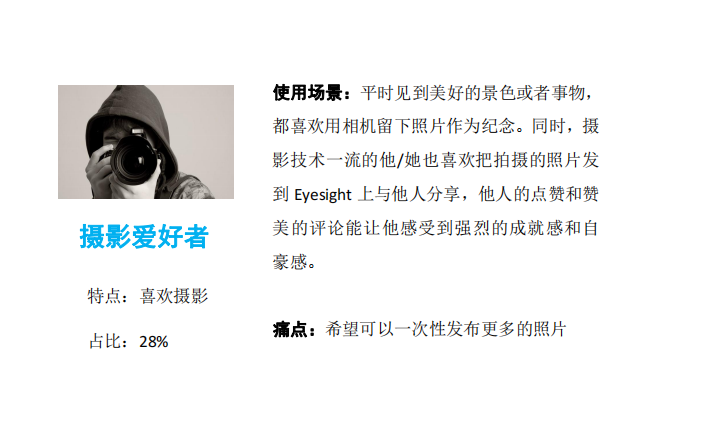 摄影爱好者
特点：喜欢摄影
占比：28%
使用场景：平时见到美好的景色或者事物，
都喜欢用相机留下照片作为纪念。同时，摄
影技术一流的他/她也喜欢把拍摄的照片发
到 Eyesight 上与他人分享，他人的点赞和赞
美的评论能让他感受到强烈的成就感和自
豪感。
痛点：希望可以一次性发布更多的照片